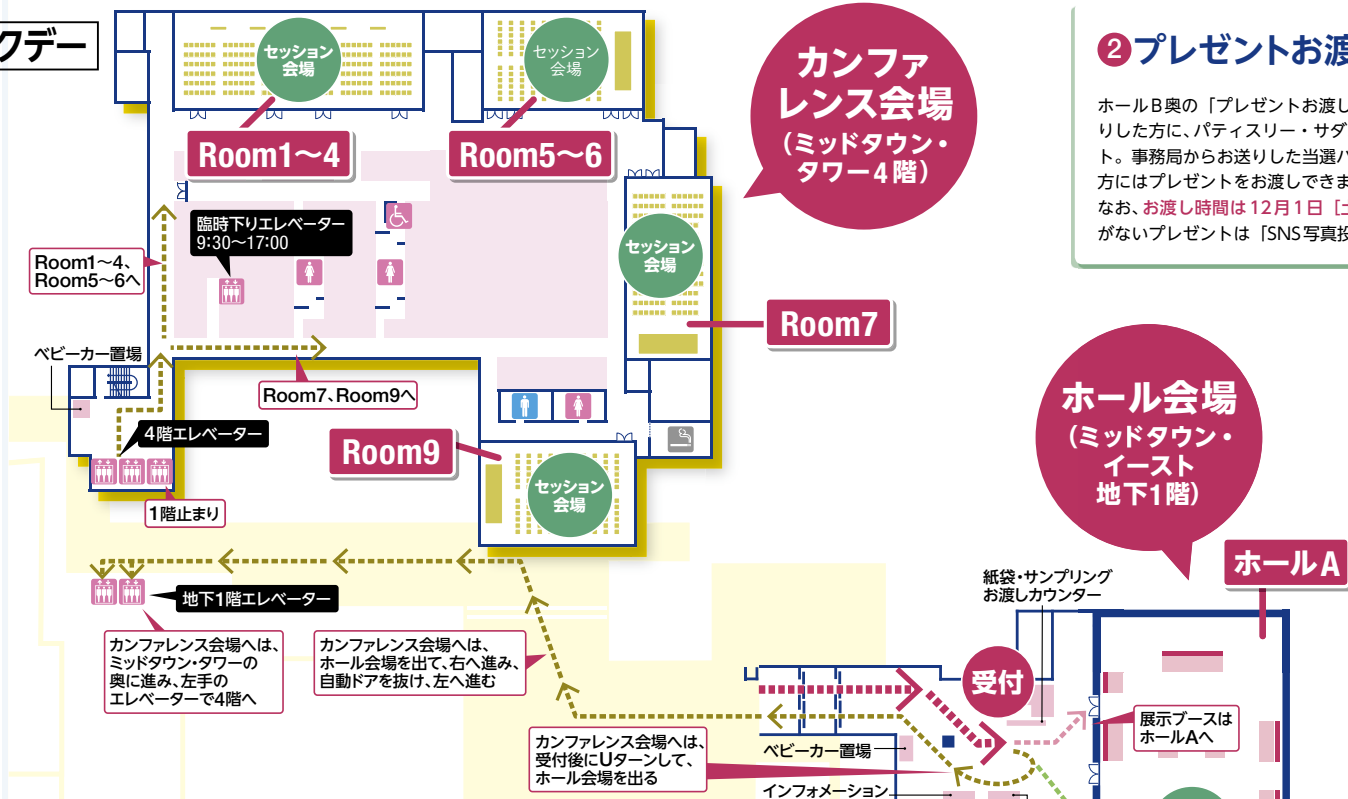 クデー
セッション
会場
セッション
会場
Room1〜4
Room5〜6
カンファ
レンス会場
（ミッドタウン・
タワー4階）
❷プレゼントお渡
ホールB奥の「プレゼントお渡し
りした方に、パティスリー・サダ
ト。事務局からお送りした当選ハ
方にはプレゼントをお渡しできま
なお、お渡し時間は12月1日［土
がないプレゼントは「SNS写真投
臨時下りエレベーター
9:30〜17:00
Room1〜4、
Room5〜6へ
セッション
会場
Room7
ベビーカー置場
Room7、Room9へ
4階エレベーター
Room9
セッション
会場
1階止まり
ホール会場
（ミッドタウン・
イースト
地下1階）
地下1階エレベーター
カンファレンス会場へは、
ミッドタウン・タワーの
奥に進み、左手の
エレベーターで4階へ
カンファレンス会場へは、
ホール会場を出て、右へ進み、
自動ドアを抜け、左へ進む
紙袋・サンプリング
お渡しカウンター
ホールA
受付
展示ブースは
ホールAへ
カンファレンス会場へは、
受付後にUターンして、
ホール会場を出る
ベビーカー置場
インフォメーション